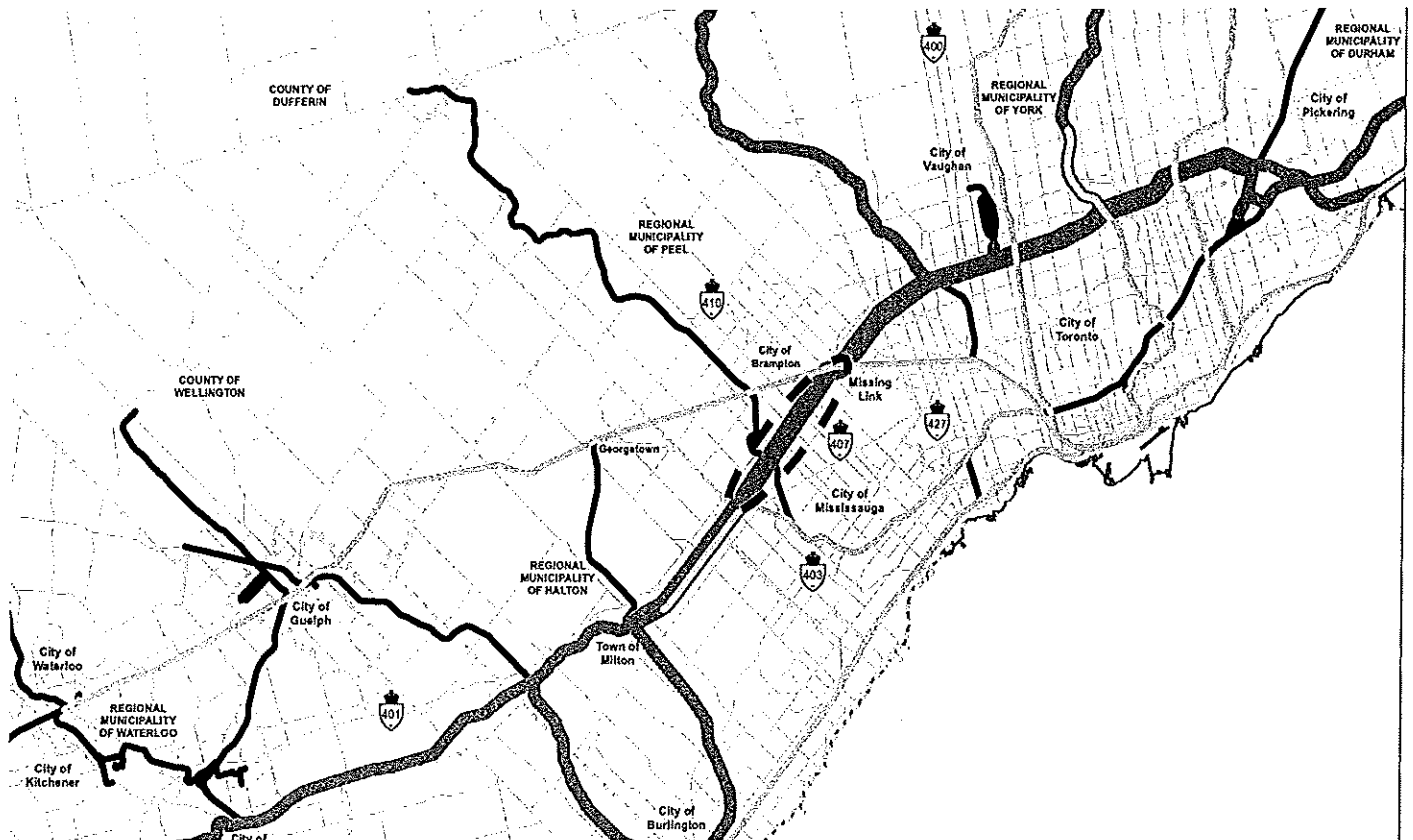 400
REGIONAL
MUNICIPALITY
OF DURHAM
COUNTY OF
DUFFERIN
REGIONAL
MUNICIPALITY
OF YORK
City of
Pickering
City of
Vaughan
REGIONAL
MUNICIPALITY
OF PEEL
410
City of
Toronto
City of
Brampton
COUNTY OF
WELLINGTON
Missing
Link
427
407
Georgetown
City of
Mississauga
REGIONAL
MUNICIPALITY
OF HALTON
403
City of
Guelph
City of
Waterloo
Town of
Milton
401
REGIONAL
MUNICIPALITY
OF WATERLOO
City of
Kitchener
City of
Burlington
City of